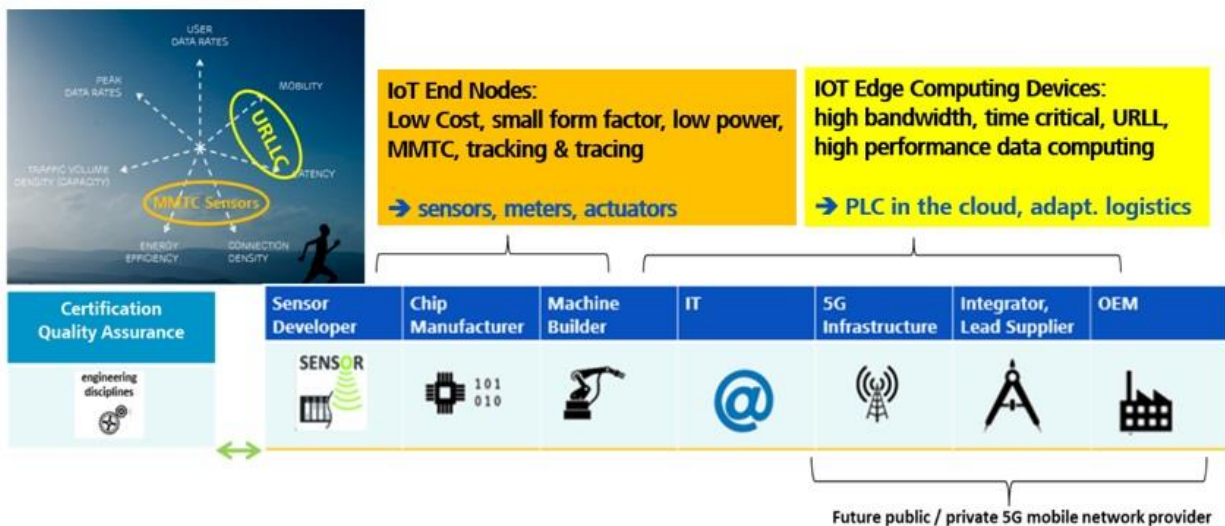 USER
DATA RATES
PEAK
DATA RATES
MOBILITY
URLLC
TRAFFIC VOLUME
DENSITY (CAPACITY)
LATENCY
MMTC Sensors
ENERGY
EFFICIENCY
CONNECTION
DENSITY
IoT End Nodes:
Low Cost, small form factor, low power,
MMTC, tracking & tracing
→ sensors, meters, actuators
IOT Edge Computing Devices:
high bandwidth, time critical, URLL,
high performance data computing
→ PLC in the cloud, adapt. logistics
Certification
Quality Assurance
engineering
disciplines
Sensor
Developer
Chip
Manufacturer
Machine
Builder
IT
5G
Infrastructure
Integrator,
Lead Supplier
OEM
SENSOR
101
010
@
Future public / private 5G mobile network provider